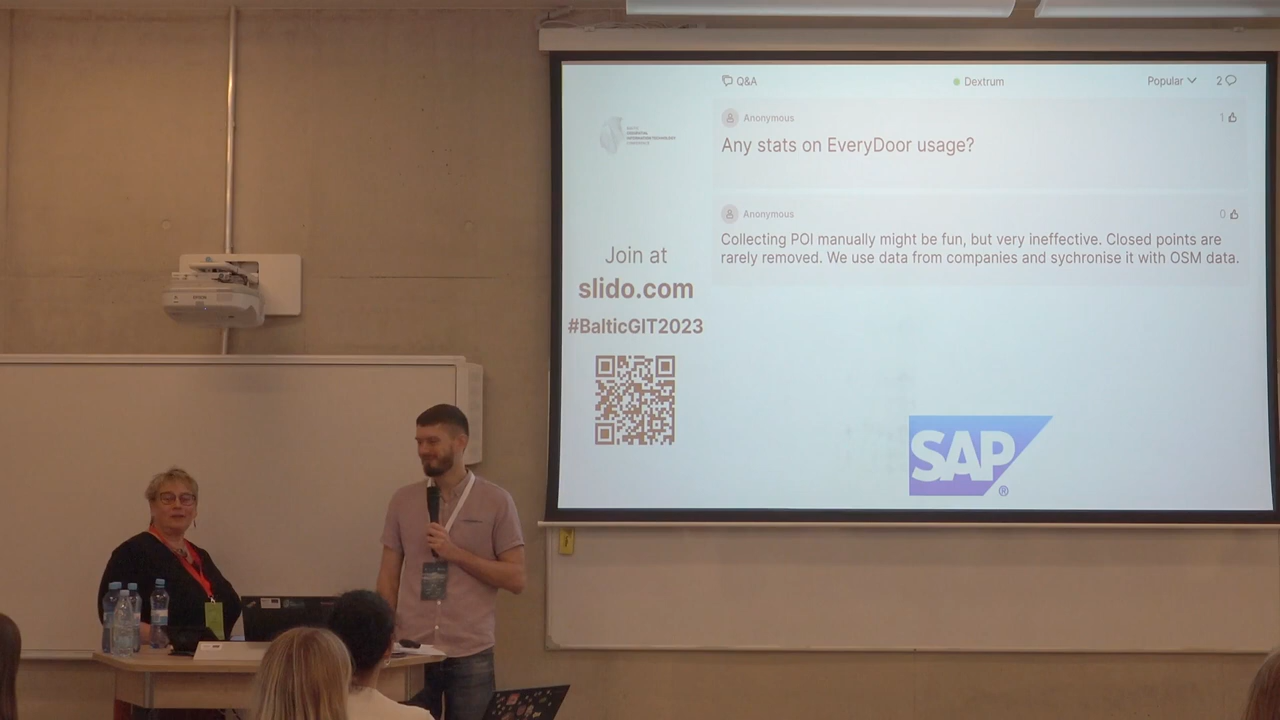 Q&A
Dextrum
Popular
2
Anonymous
1
Any stats on EveryDoor usage?
Anonymous
0
Collecting POI manually might be fun, but very ineffective. Closed points are
rarely removed. We use data from companies and sychronise it with OSM data.
Join at
slido.com
#BalticGIT2023
SAP
®